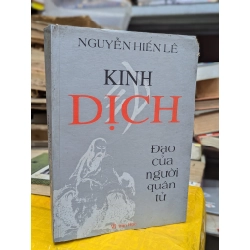 NGUYỄN HIẾN LÊ
KINH
DỊCH
Đạo
của
người
quân
tử